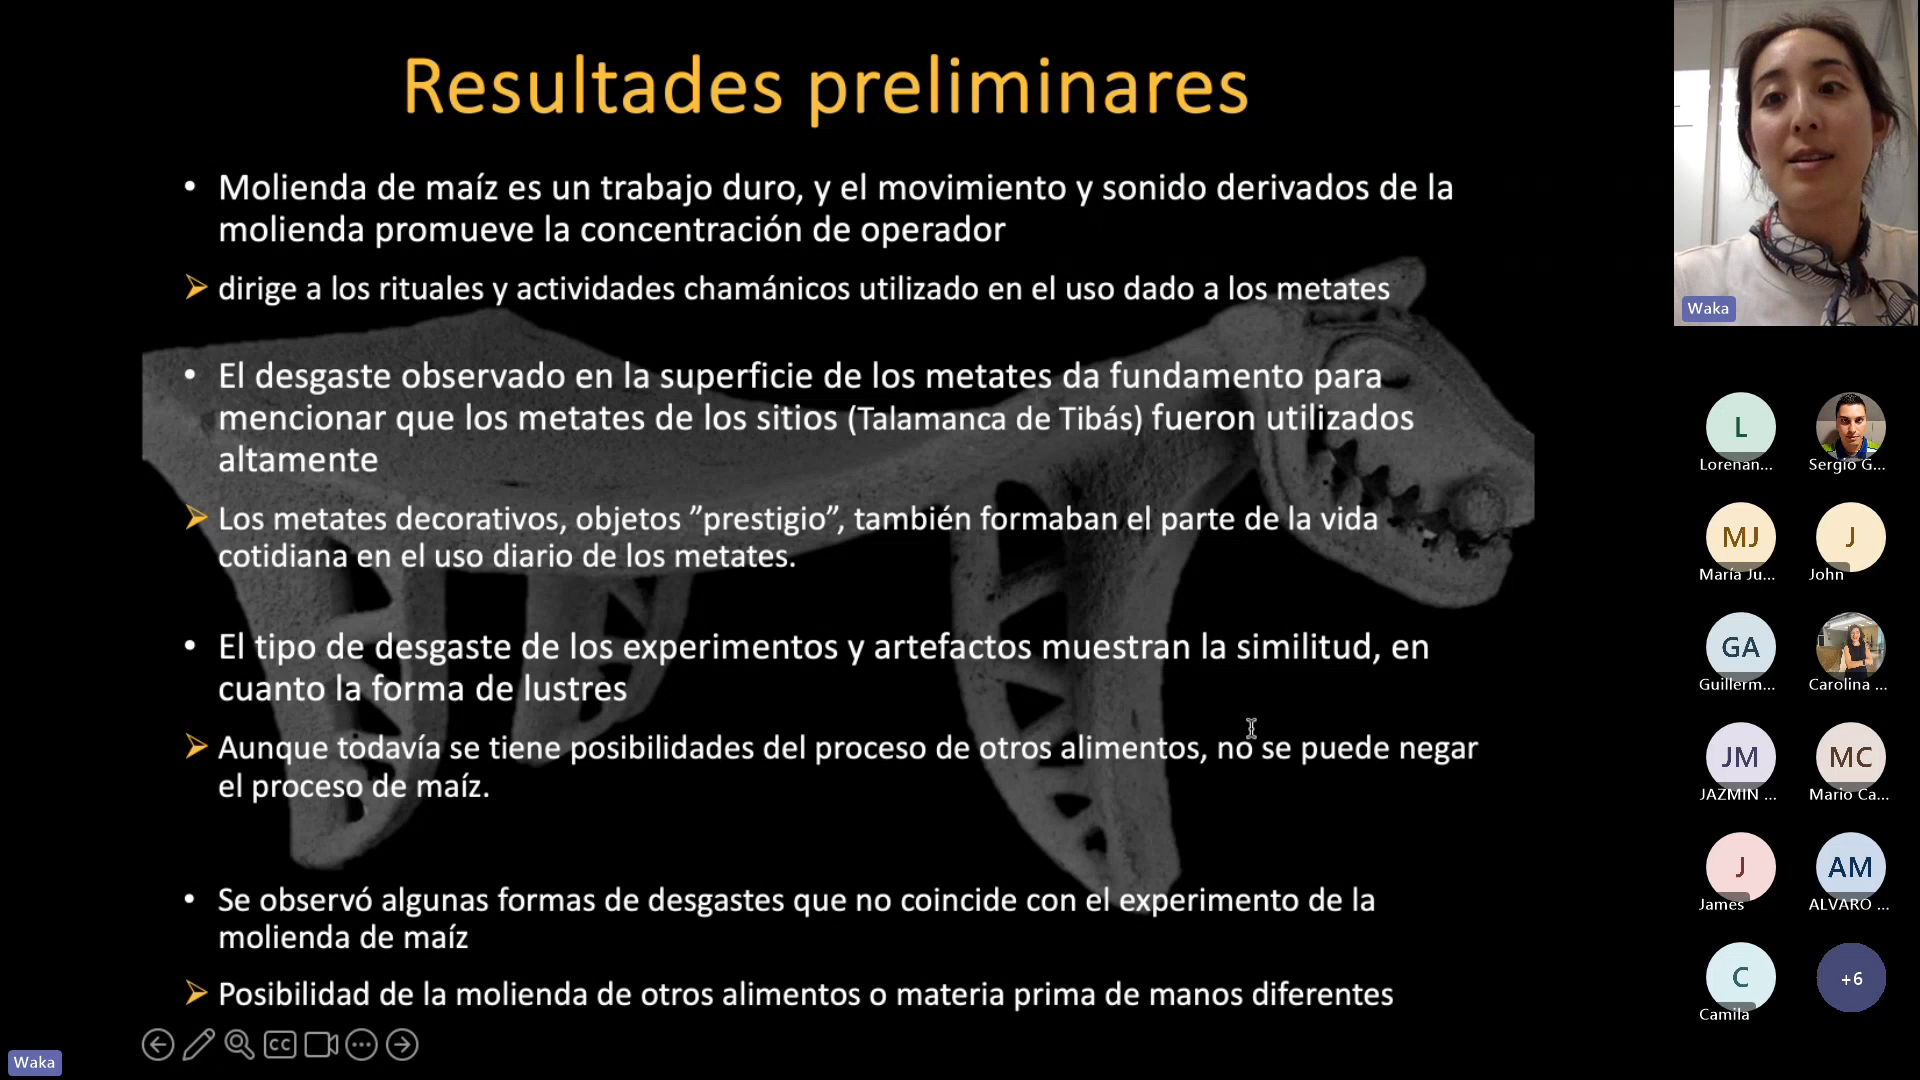 Resultades preliminares
• Molienda de maíz es un trabajo duro, y el movimiento y sonido derivados de la
molienda promueve la concentración de operador
➢ dirige a los rituales y actividades chamánicos utilizado en el uso dado a los metates
• El desgaste observado en la superficie de los metates da fundamento para
mencionar que los metates de los sitios (Talamanca de Tibás) fueron utilizados
altamente
➢ Los metates decorativos, objetos ”prestigio”, también formaban el parte de la vida
cotidiana en el uso diario de los metates.
• El tipo de desgaste de los experimentos y artefactos muestran la similitud, en
cuanto la forma de lustres
➢ Aunque todavía se tiene posibilidades del proceso de otros alimentos, no se puede negar
el proceso de maíz.
• Se observó algunas formas de desgastes que no coincide con el experimento de la
molienda de maíz
➢ Posibilidad de la molienda de otros alimentos o materia prima de manos diferentes
CC
Waka
Waka
L
Lorenan...
Sergio G...
MJ
J
María Ju...
John
GA
Guillerm...
Carolina ...
JM
MC
JAZMIN ...
Mario Ca...
J
AM
James
ALVARO ...
C
+6
Camila